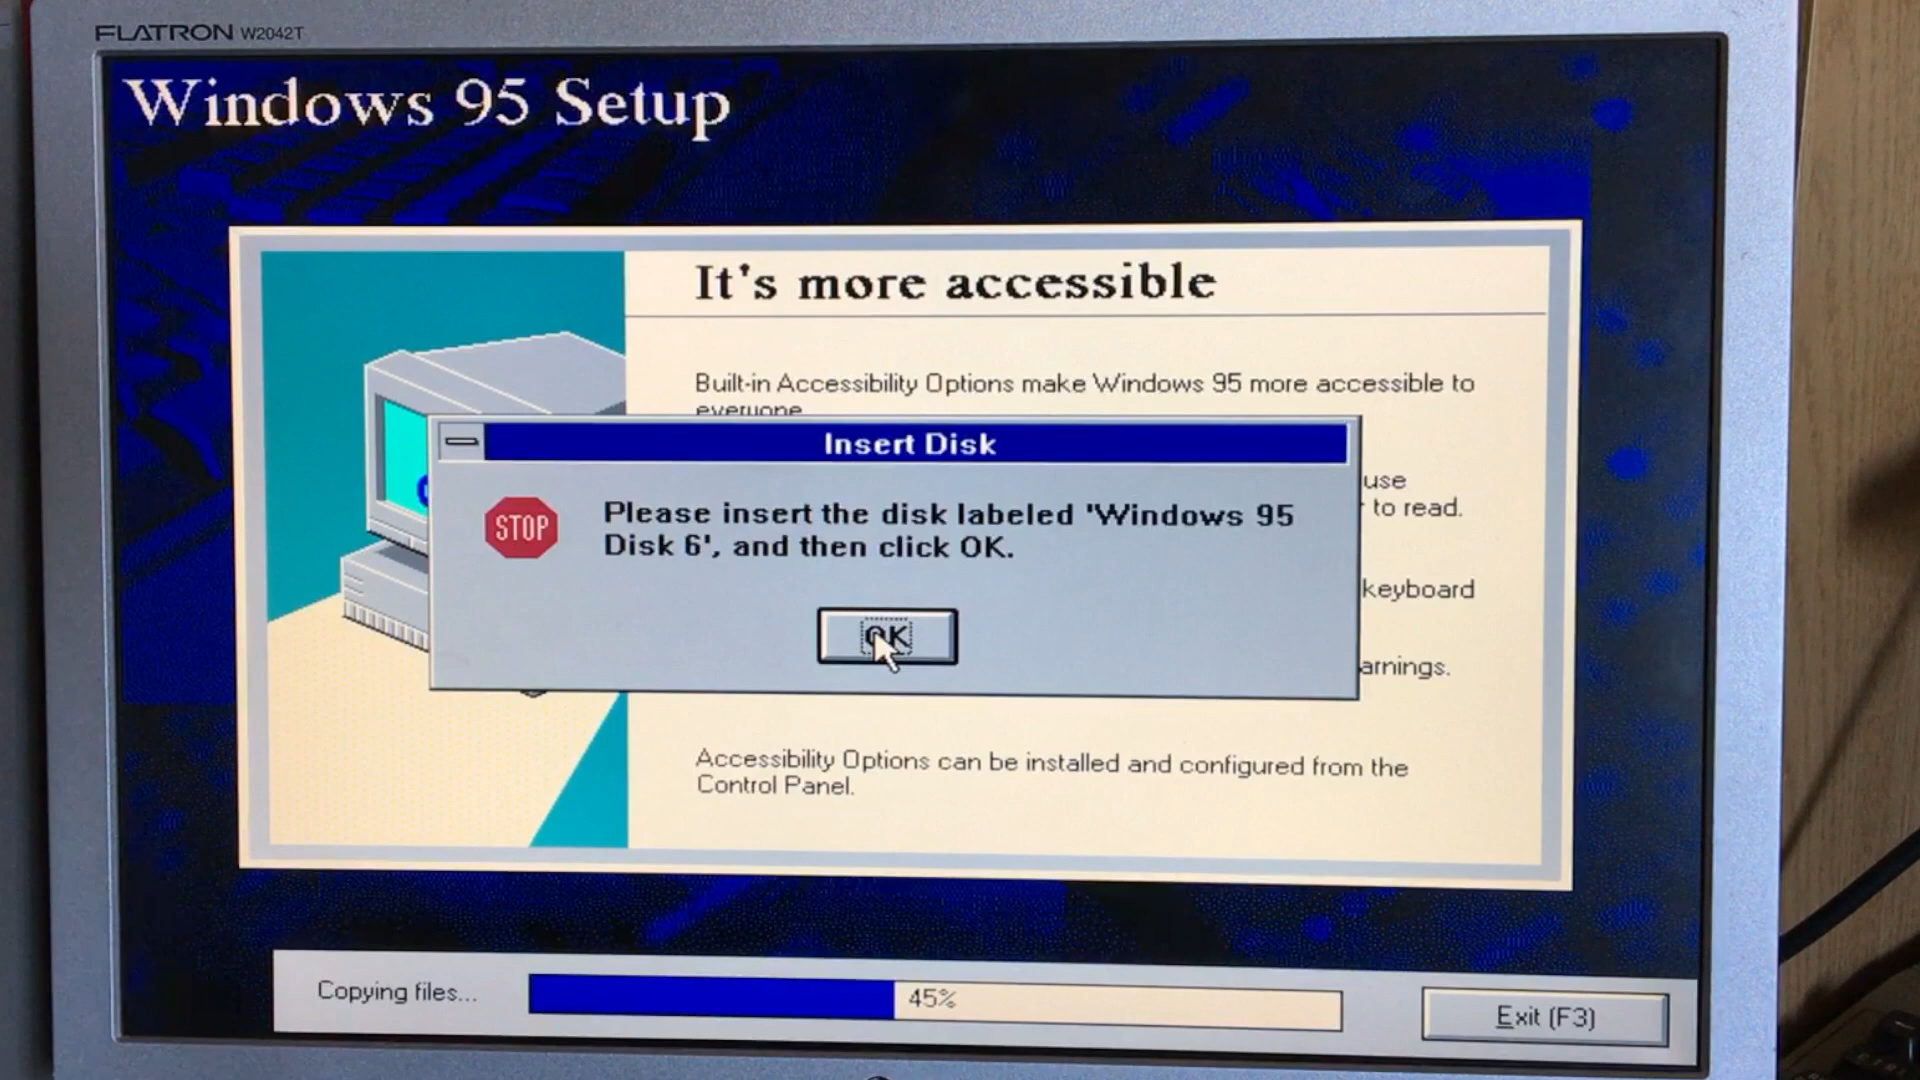 FLATRON W2042T
Windows 95 Setup
It's more accessible
Built-in Accessibility Options make Windows 95 more accessible to
everyone
Insert Disk
use
STOP
Please insert the disk labeled 'Windows 95
to read.
Disk 6', and then click OK.
keyboard
OK
arnings.
Accessibility Options can be installed and configured from the
Control Panel.
Copying files...
45%
Exit (F3)